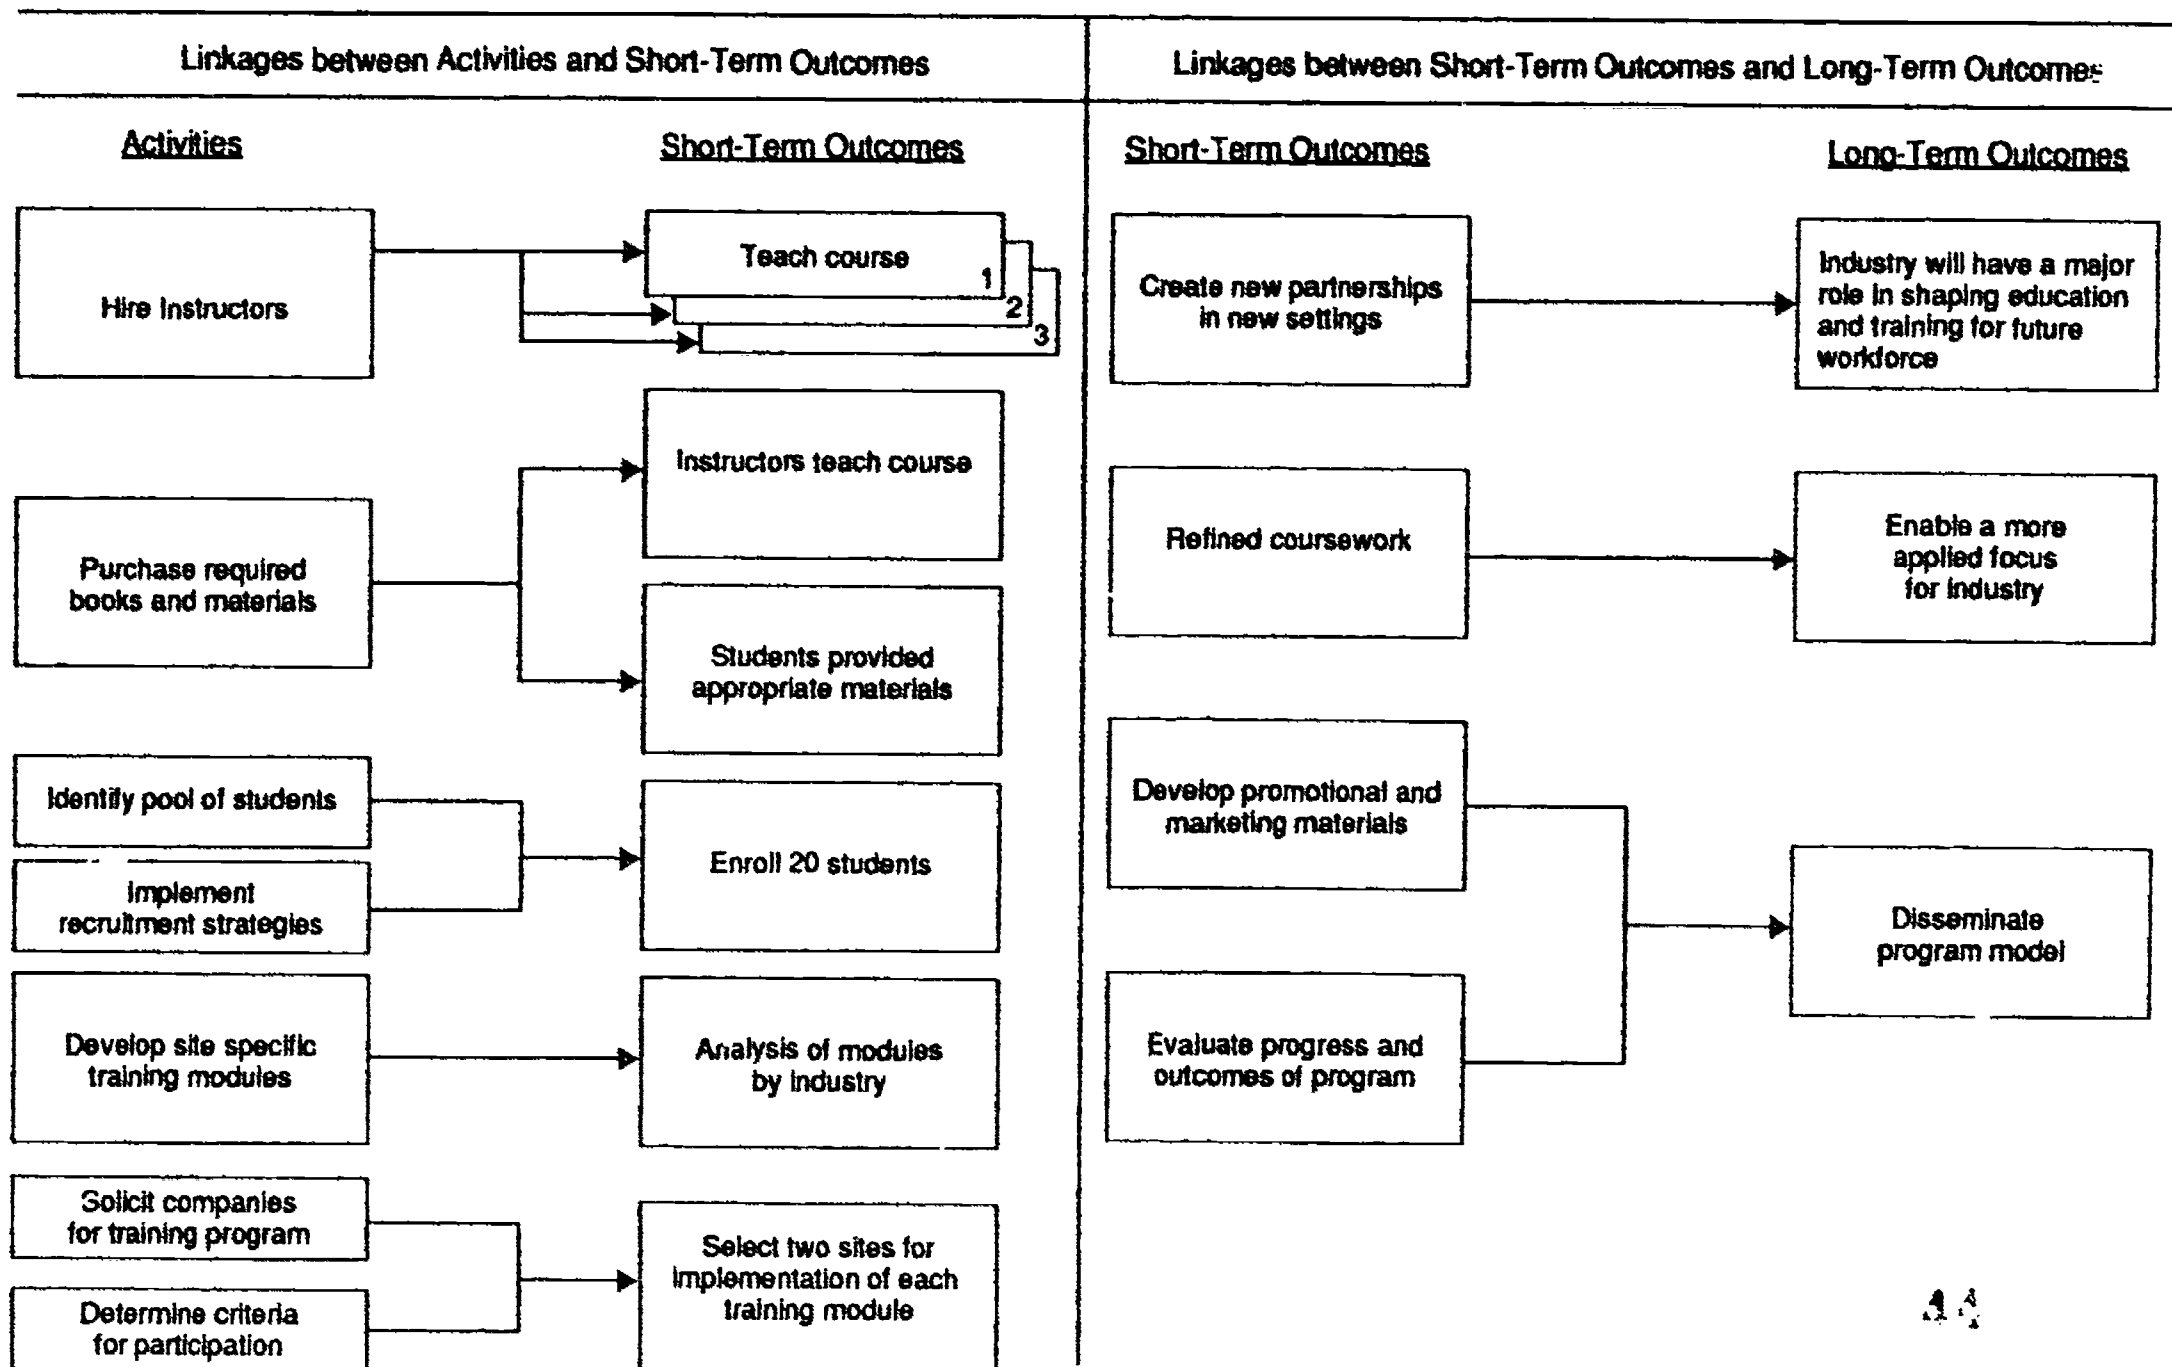 Linkages between Activities and Short-Term Outcomes
Activities
Short-Term Outcomes
Hire Instructors
Teach course
1
2
3
Purchase required
books and materials
Instructors teach course
Students provided
appropriate materials
Identify pool of students
Implement
recruitment strategies
Enroll 20 students
Develop site specific
training modules
Analysis of modules
by industry
Solicit companies
for training program
Determine criteria
for participation
Select two sites for
implementation of each
training module
Linkages between Short-Term Outcomes and Long-Term Outcomes
Short-Term Outcomes
Long-Term Outcomes
Create new partnerships
in new settings
Industry will have a major
role in shaping education
and training for future
workforce
Refined coursework
Enable a more
applied focus
for industry
Develop promotional and
marketing materials
Evaluate progress and
outcomes of program
Disseminate
program model